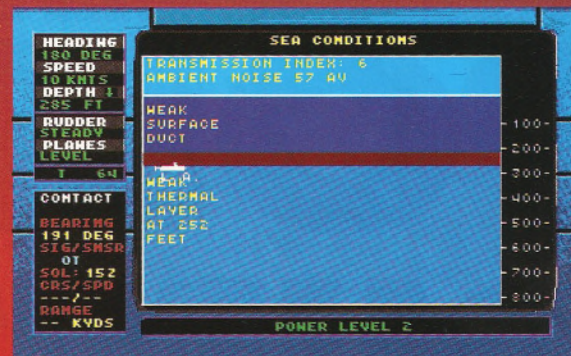 HEADING
180 DEG
SPEED
10 KNTS
DEPTH ↓
285 FT
RUDDER
STEADY
PLANES
LEVEL
T 64
CONTACT
BEARING
191 DEG
SIG/SNSR
OT
SOL: 152
CRS/SPD
---/--
RANGE
-- KYDS
SEA CONDITIONS
TRANSMISSION INDEX: 6
AMBIENT NOISE 57 AV
WEAK
SURFACE
DUCT
WEAK
THERMAL
LAYER
AT 252
FEET
-100-
-200-
-300-
-400-
-500-
-600-
-700-
-800-
POWER LEVEL 2